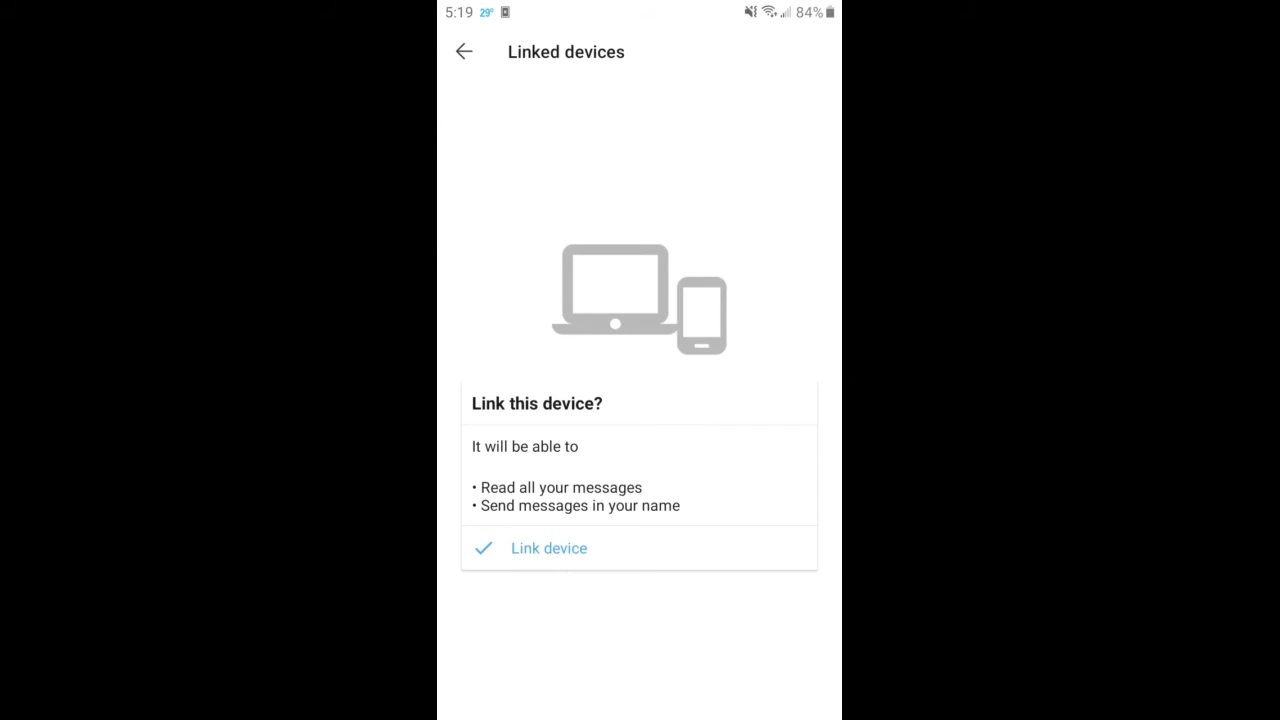 5:19 29° 84%
Linked devices
Link this device?
It will be able to
• Read all your messages
• Send messages in your name
Link device